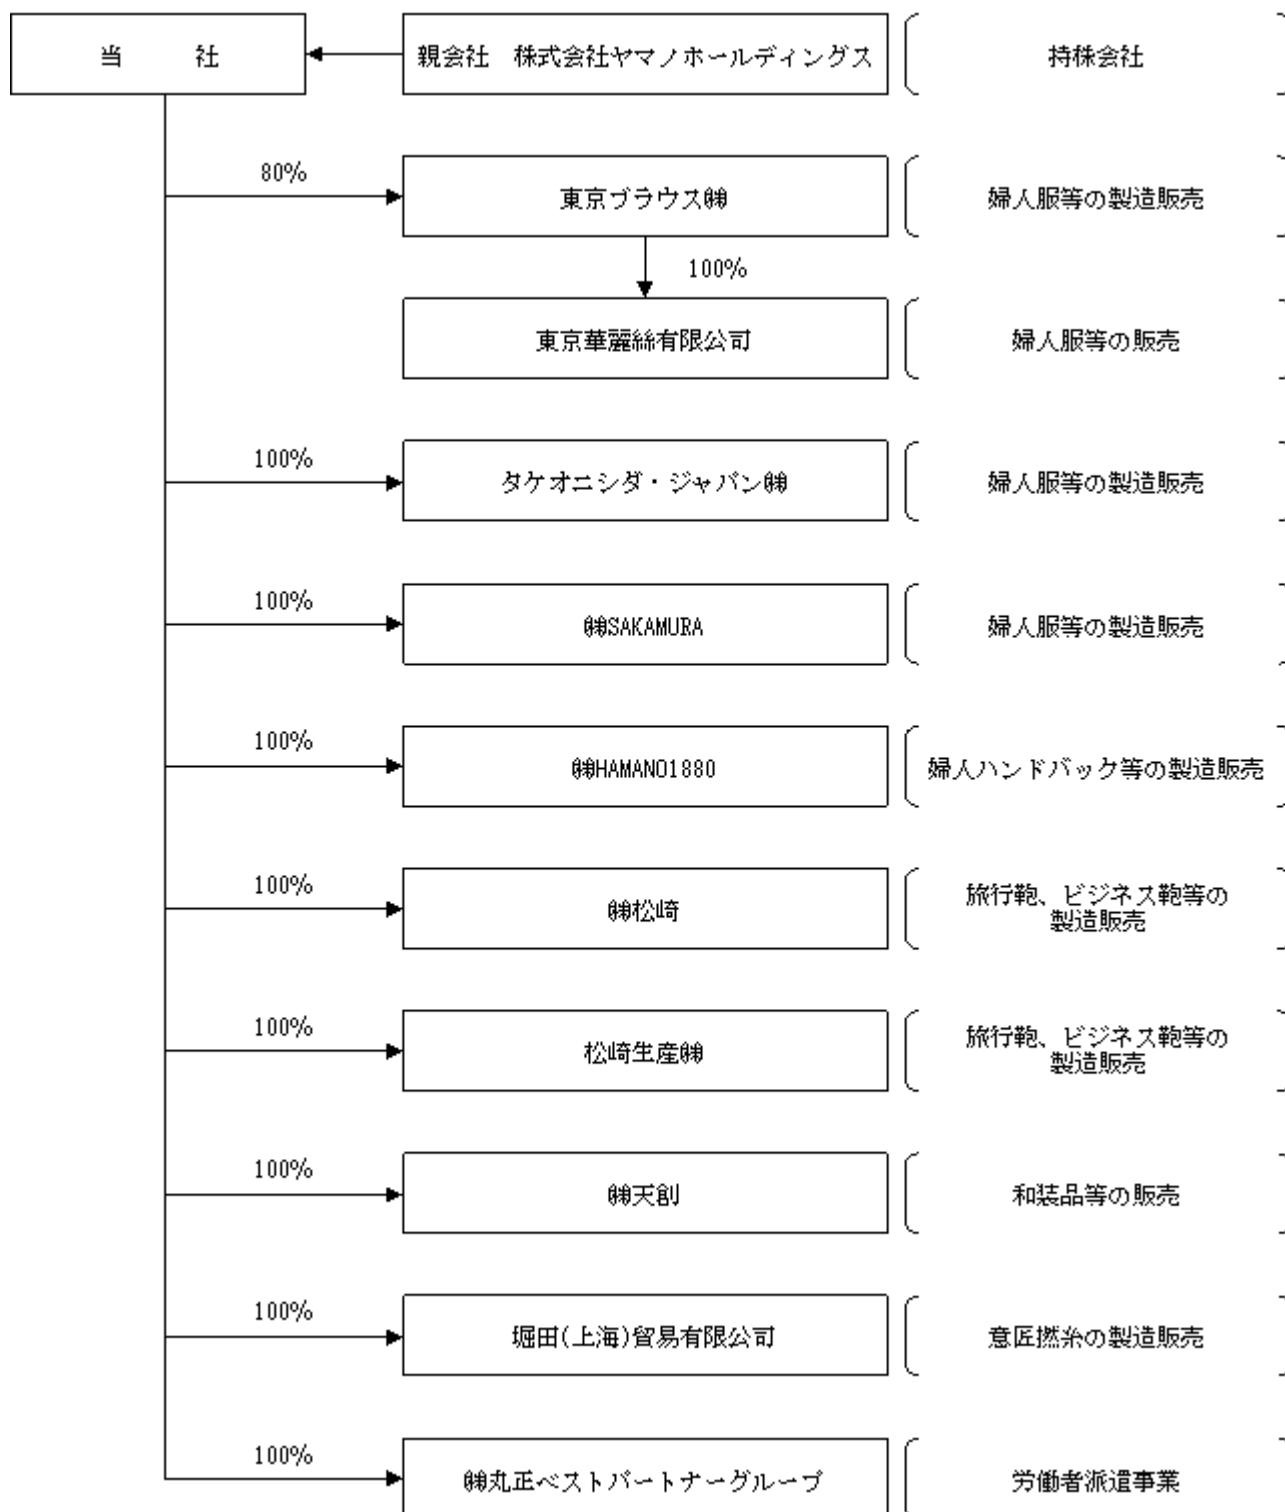 当 社
親会社 株式会社ヤマノホールディングス
持株会社
80%
東京ブラウス㈱
婦人服等の製造販売
100%
東京華麗絲有限公司
婦人服等の販売
100%
タケオニシダ・ジャパン㈱
婦人服等の製造販売
100%
㈱SAKAMURA
婦人服等の製造販売
100%
㈱HAMANO1880
婦人ハンドバック等の製造販売
100%
㈱松崎
旅行鞄、ビジネス鞄等の
製造販売
100%
松崎生産㈱
旅行鞄、ビジネス鞄等の
製造販売
100%
㈱天創
和装品等の販売
100%
堀田(上海)貿易有限公司
意匠撚糸の製造販売
100%
㈱丸正ベストパートナーグループ
労働者派遣事業